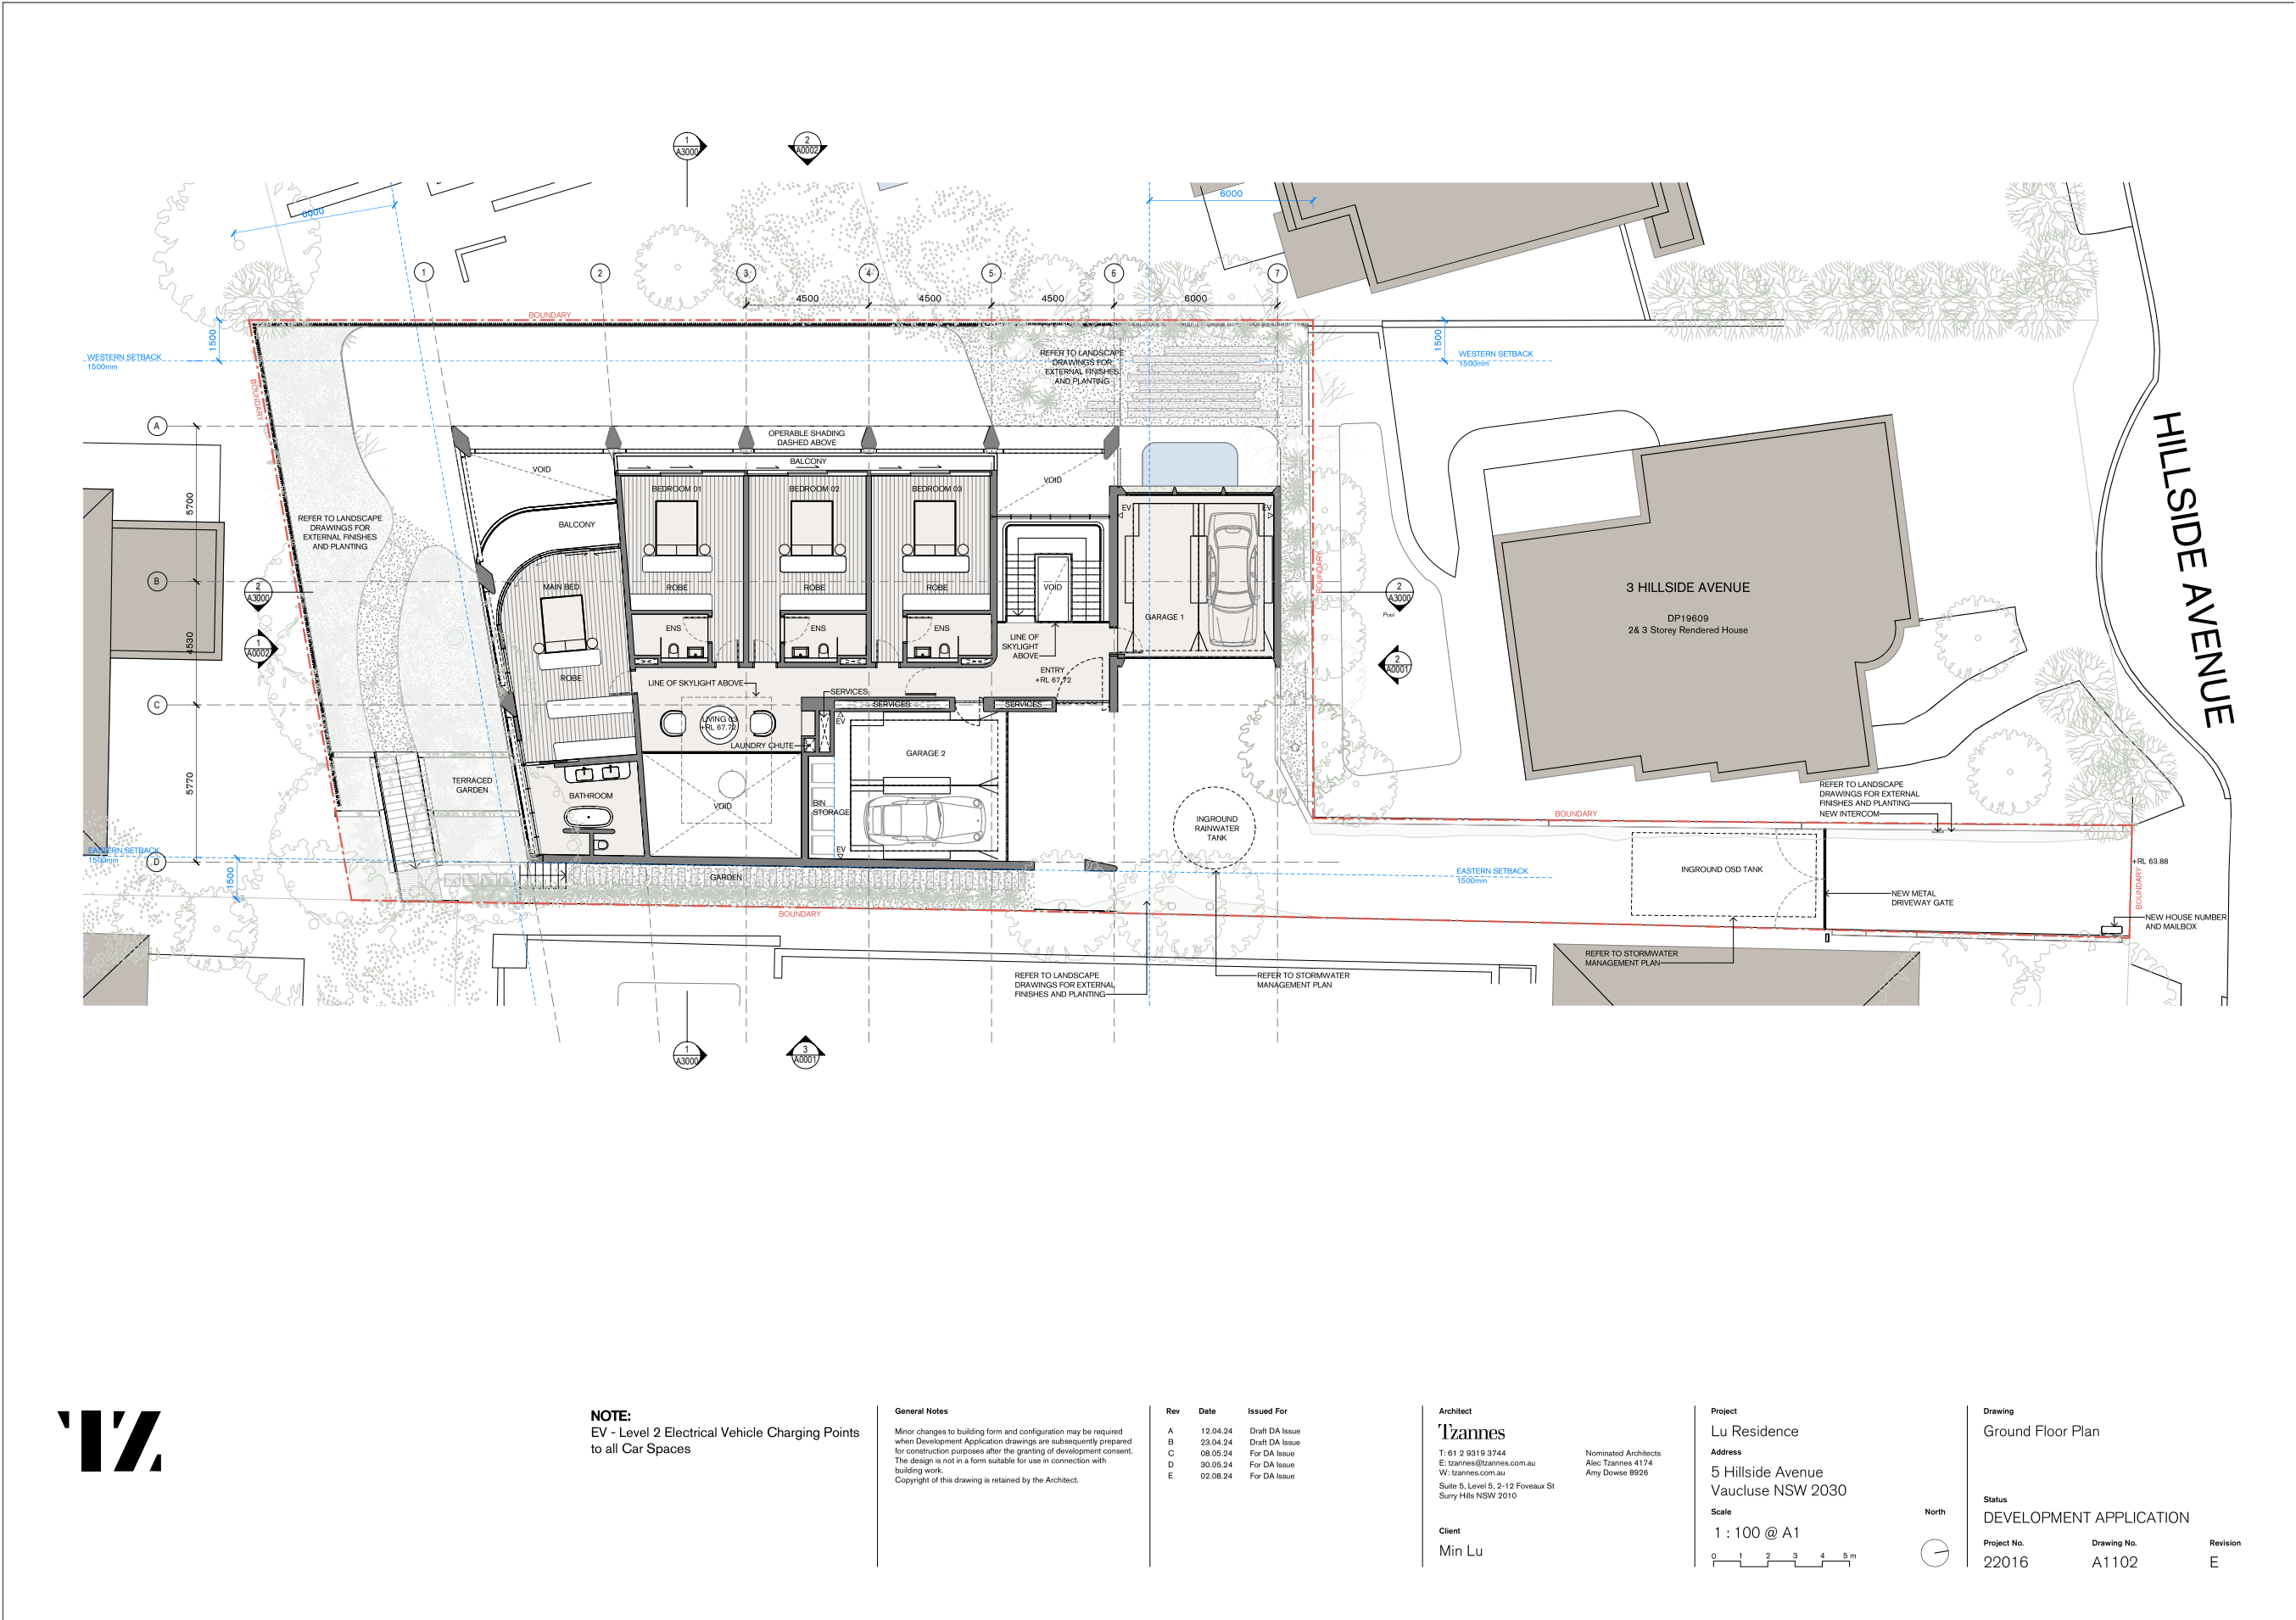 1
A3000
2
A0002
6000
6000
1
2
3
4
5
6
7
4500
4500
4500
6000
BOUNDARY
1500
WESTERN SETBACK
1500mm
BOUNDARY
REFER TO LANDSCAPE
DRAWINGS FOR
EXTERNAL FINISHES
AND PLANTING
1500
WESTERN SETBACK
1500mm
HILLSIDE AVENUE
A
OPERABLE SHADING
DASHED ABOVE
VOID
BALCONY
VOID
BEDROOM 01
BEDROOM 02
BEDROOM 03
5700
REFER TO LANDSCAPE
DRAWINGS FOR
EXTERNAL FINISHES
AND PLANTING
BALCONY
EV
EV
BOUNDARY
B
2
A3000
MAIN BED
ROBE
ROBE
ROBE
VOID
GARAGE 1
2
A3000
Pool
3 HILLSIDE AVENUE
DP19609
2& 3 Storey Rendered House
4530
1
A0002
ENS
ENS
ENS
LINE OF
SKYLIGHT
ABOVE
2
A0001
ROBE
LINE OF SKYLIGHT ABOVE
ENTRY
+RL 67.72
SERVICES
C
SERVICES
SERVICES
LIVING 03
+RL 67.72
EV
LAUNDRY CHUTE
GARAGE 2
5770
TERRACED
GARDEN
BATHROOM
VOID
BIN
STORAGE
INGROUND
RAINWATER
TANK
REFER TO LANDSCAPE
DRAWINGS FOR EXTERNAL
FINISHES AND PLANTING
NEW INTERCOM
BOUNDARY
EASTERN SETBACK
1500mm
D
EV
1500
GARDEN
EASTERN SETBACK
1500mm
INGROUND OSD TANK
+RL 63.88
BOUNDARY
NEW METAL
DRIVEWAY GATE
BOUNDARY
NEW HOUSE NUMBER
AND MAILBOX
REFER TO STORMWATER
MANAGEMENT PLAN
REFER TO LANDSCAPE
DRAWINGS FOR EXTERNAL
FINISHES AND PLANTING
REFER TO STORMWATER
MANAGEMENT PLAN
1
A3000
3
A0001
TZ
NOTE:
EV - Level 2 Electrical Vehicle Charging Points
to all Car Spaces
General Notes
Minor changes to building form and configuration may be required
when Development Application drawings are subsequently prepared
for construction purposes after the granting of development consent.
The design is not in a form suitable for use in connection with
building work.
Copyright of this drawing is retained by the Architect.
Rev Date Issued For
A 12.04.24 Draft DA Issue
B 23.04.24 Draft DA Issue
C 08.05.24 For DA Issue
D 30.05.24 For DA Issue
E 02.08.24 For DA Issue
Architect
Tzannes
T: 61 2 9319 3744
E: tzannes@tzannes.com.au
W: tzannes.com.au
Suite 5, Level 5, 2-12 Foveaux St
Surry Hills NSW 2010
Nominated Architects
Alec Tzannes 4174
Amy Dowse 8926
Client
Min Lu
Project
Lu Residence
Address
5 Hillside Avenue
Vaucluse NSW 2030
Scale
1 : 100 @ A1
0 1 2 3 4 5 m
North
Drawing
Ground Floor Plan
Status
DEVELOPMENT APPLICATION
Project No.
22016
Drawing No.
A1102
Revision
E